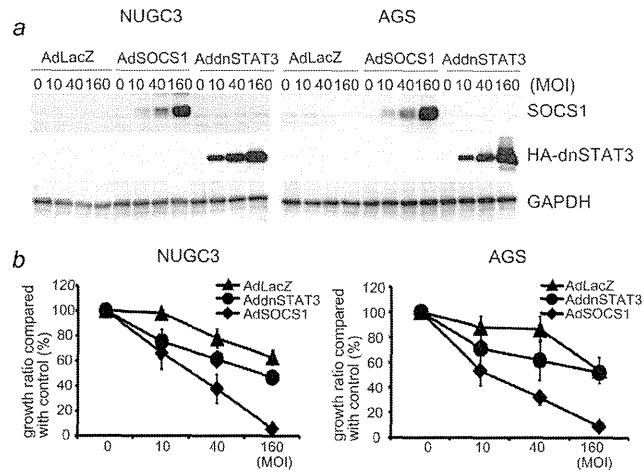 NUGC3 AGS
a
AdLacZ AdSOCS1 AddnSTAT3 AdLacZ AdSOCS1 AddnSTAT3
0 10 40 160 0 10 40 160 0 10 40 160 0 10 40 160 0 10 40 160 0 10 40 160 (MOI)
SOCS1
HA-dnSTAT3
GAPDH
b
NUGC3
growth ratio compared
with control (%)
120
100
80
60
40
20
0
AdLacZ
AddnSTAT3
AdSOCS1
0 10 40 160
(MOI)
AGS
growth ratio compared
with control (%)
120
100
80
60
40
20
0
AdLacZ
AddnSTAT3
AdSOCS1
0 10 40 160
(MOI)